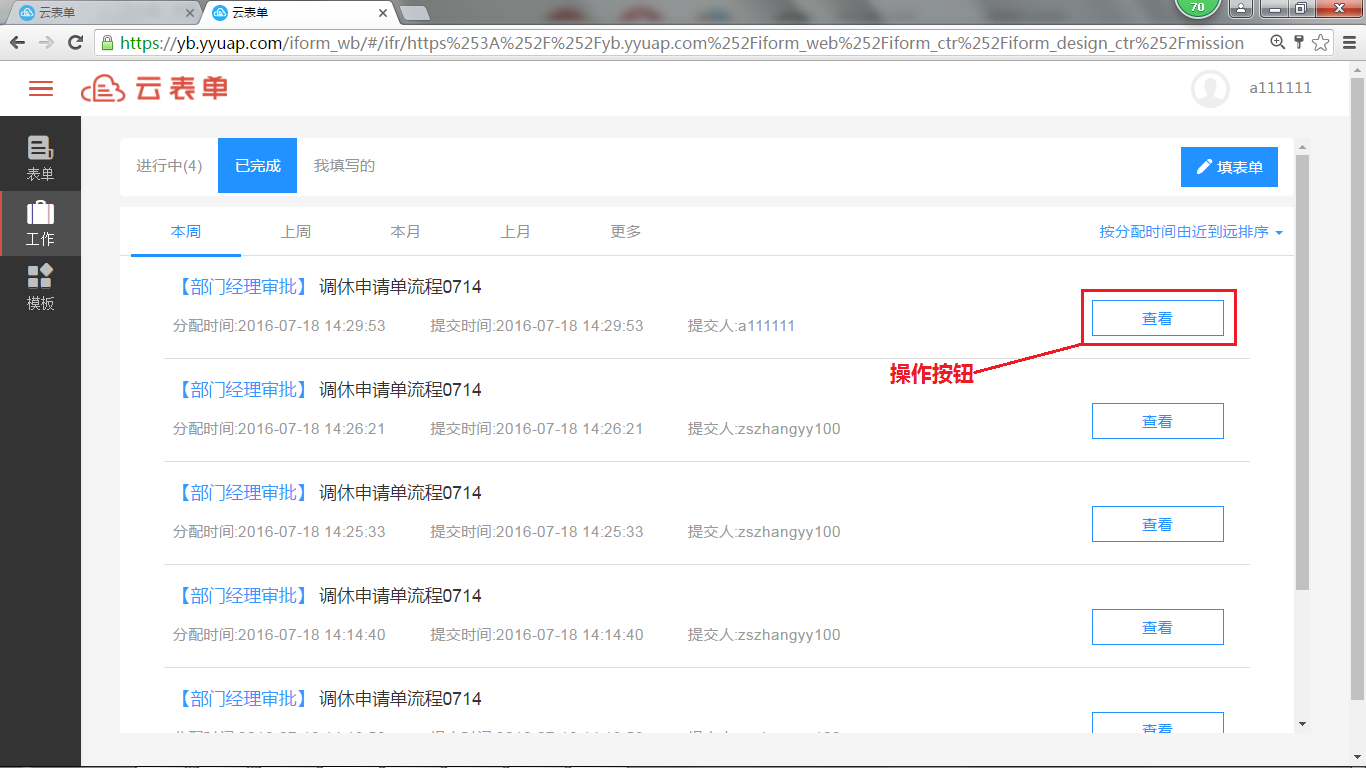 云表单
云表单
70
https://yb.yyuap.com/iform_wb/#/ifr/https%253A%252F%252Fyb.yyuap.com%252Fiform_web%252Fiform_ctr%252Fiform_design_ctr%252Fmission
云表单
a111111
表单
工作
模板
进行中(4)
已完成
我填写的
填表单
本周
上周
本月
上月
更多
按分配时间由近到远排序
【部门经理审批】 调休申请单流程0714
分配时间:2016-07-18 14:29:53
提交时间:2016-07-18 14:29:53
提交人:a111111
查看
操作按钮
【部门经理审批】 调休申请单流程0714
分配时间:2016-07-18 14:26:21
提交时间:2016-07-18 14:26:21
提交人:zszhangyy100
查看
【部门经理审批】 调休申请单流程0714
分配时间:2016-07-18 14:25:33
提交时间:2016-07-18 14:25:33
提交人:zszhangyy100
查看
【部门经理审批】 调休申请单流程0714
分配时间:2016-07-18 14:14:40
提交时间:2016-07-18 14:14:40
提交人:zszhangyy100
查看
【部门经理审批】 调休申请单流程0714
查看